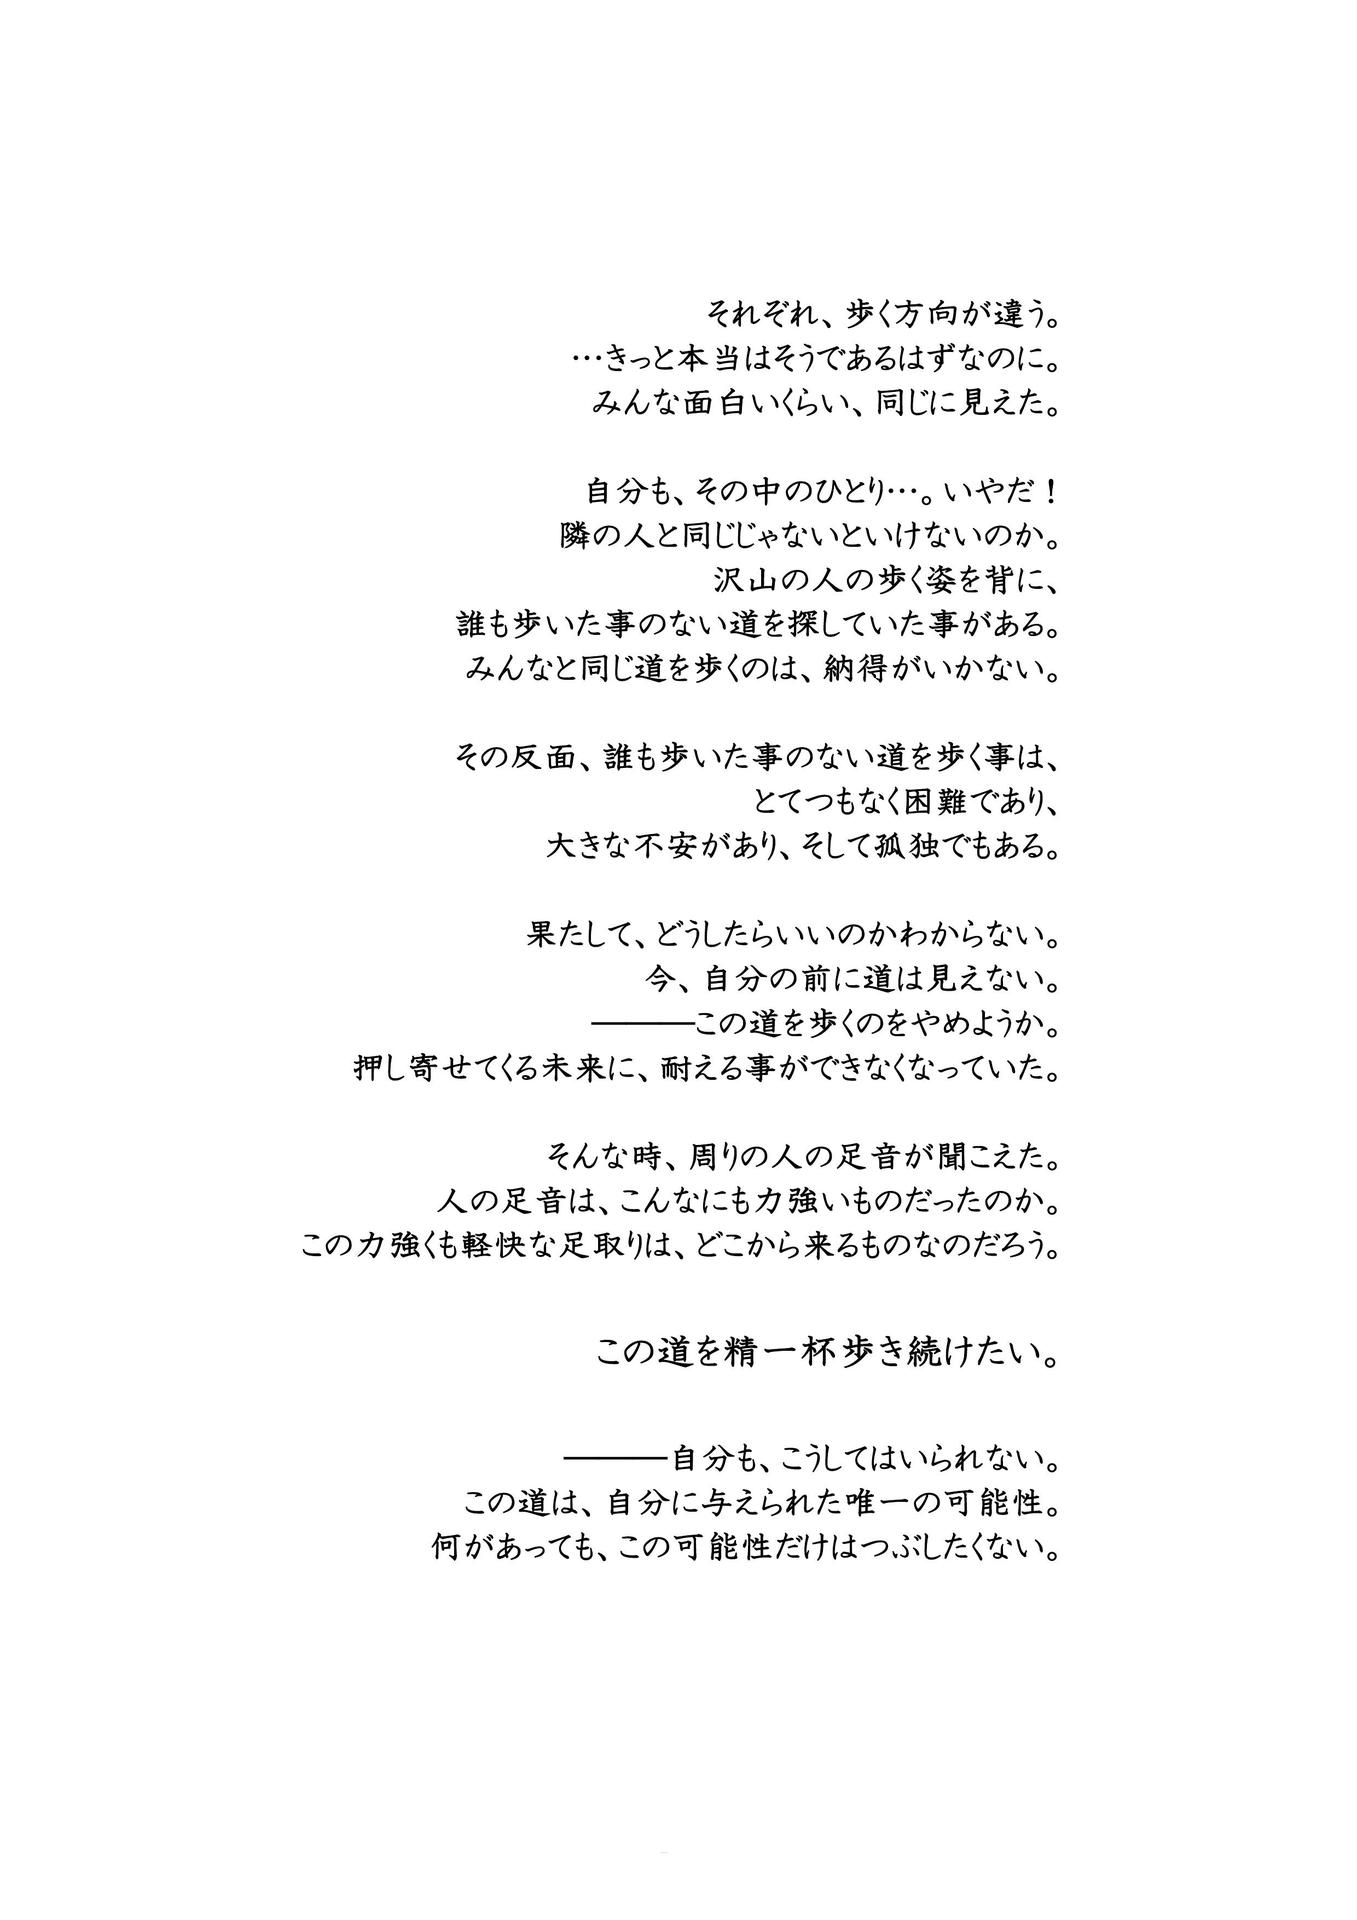 それぞれ、歩く方向が違う。
…きっと本当はそうであるはずなのに。
みんな面白いくらい、同じに見えた。
自分も、その中のひとり…。いやだ！
隣の人と同じじゃないといけないのか。
沢山の人の歩く姿を背に、
誰も歩いた事のない道を探していた事がある。
みんなと同じ道を歩くのは、納得がいかない。
その反面、誰も歩いた事のない道を歩く事は、
とてつもなく困難であり、
大きな不安があり、そして孤独でもある。
果たして、どうしたらいいのかわからない。
今、自分の前に道は見えない。
―――この道を歩くのをやめようか。
押し寄せてくる未来に、耐える事ができなくなっていた。
そんな時、周りの人の足音が聞こえた。
人の足音は、こんなにも力強いものだったのか。
この力強くも軽快な足取りは、どこから来るものなのだろう。
この道を精一杯歩き続けたい。
―――自分も、こうしてはいられない。
この道は、自分に与えられた唯一の可能性。
何があっても、この可能性だけはつぶしたくない。